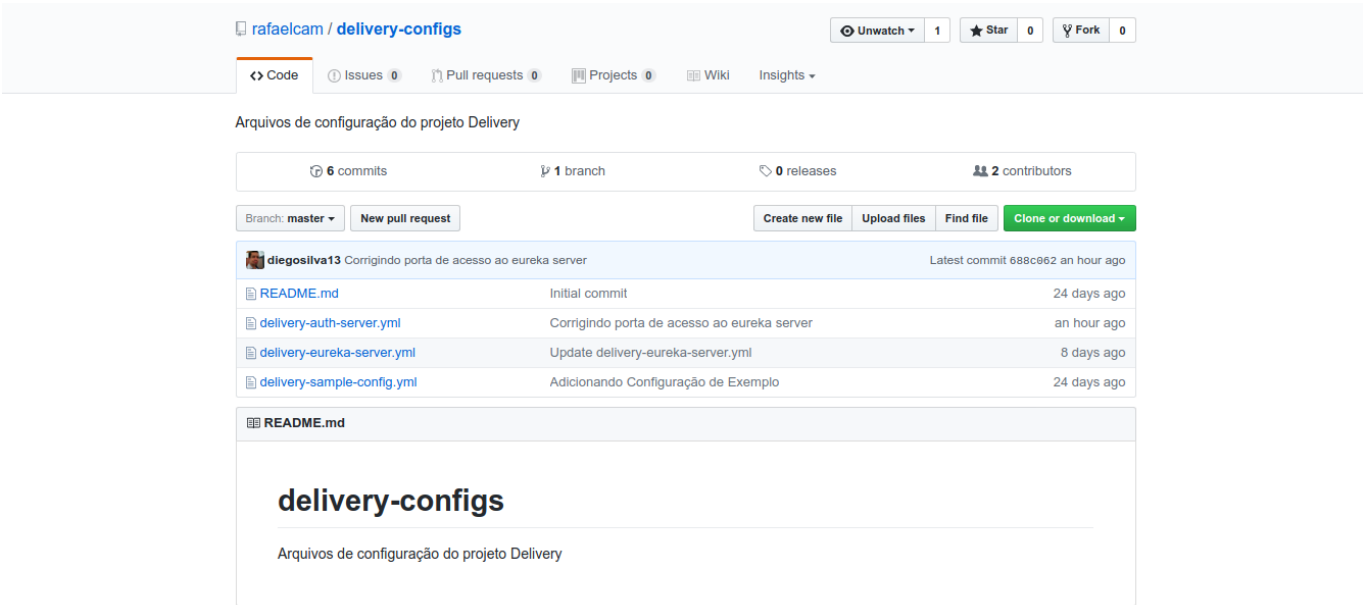 rafaelcam / delivery-configs
Unwatch 1 Star 0 Fork 0
Code Issues 0 Pull requests 0 Projects 0 Wiki Insights
Arquivos de configuração do projeto Delivery
6 commits 1 branch 0 releases 2 contributors
Branch: master New pull request Create new file Upload files Find file Clone or download
diegosilva13 Corrigindo porta de acesso ao eureka server Latest commit 688c062 an hour ago
README.md Initial commit 24 days ago
delivery-auth-server.yml Corrigindo porta de acesso ao eureka server an hour ago
delivery-eureka-server.yml Update delivery-eureka-server.yml 8 days ago
delivery-sample-config.yml Adicionando Configuração de Exemplo 24 days ago
README.md
delivery-configs
Arquivos de configuração do projeto Delivery